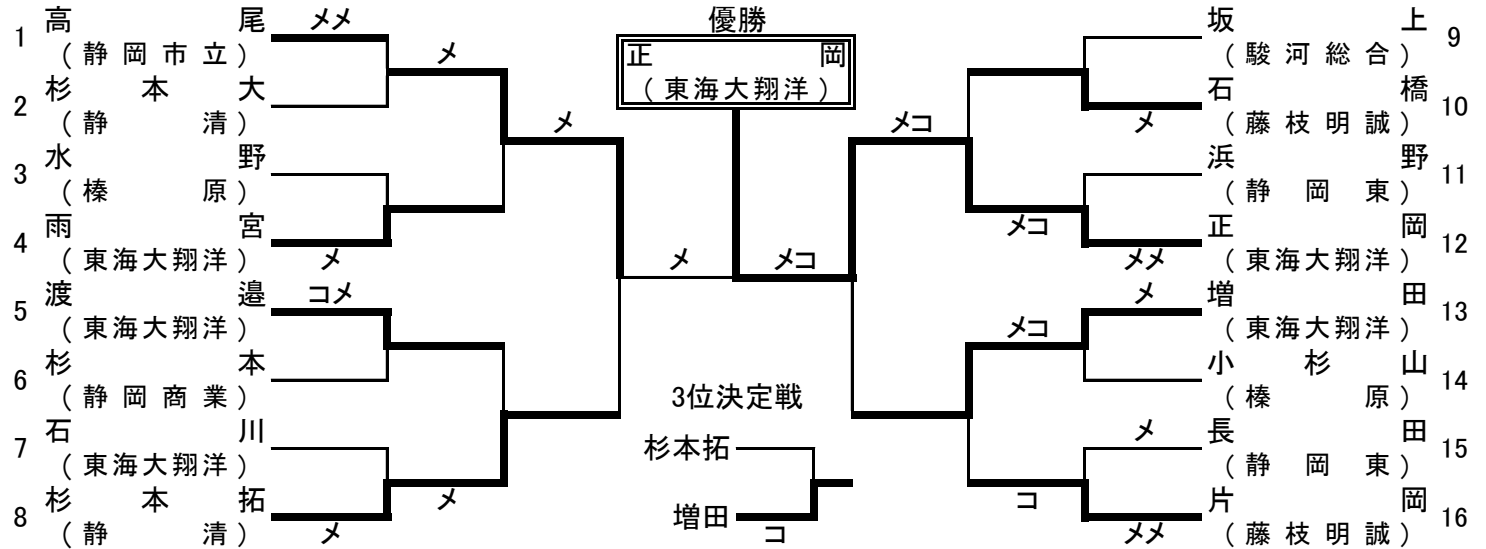 優勝
正岡
(東海大翔洋)
1 高尾 メメ
(静岡市立)
メ
2 杉本大
(静清)
メ
3 水野
(榛原)
4 雨宮
(東海大翔洋) メ
5 渡邉 コメ
(東海大翔洋)
6 杉本
(静岡商業)
7 石川
(東海大翔洋)
メ
8 杉本拓
(静清) メ
メ メコ
坂上 9
(駿河総合)
石橋 10
メ (藤枝明誠)
メコ
浜野 11
(静岡東)
メコ
正岡 12
メメ (東海大翔洋)
メ 増田 13
(東海大翔洋)
メコ
小杉山 14
(榛原)
メ 長田 15
(静岡東)
コ
片岡 16
メメ (藤枝明誠)
3位決定戦
杉本拓
増田
コ